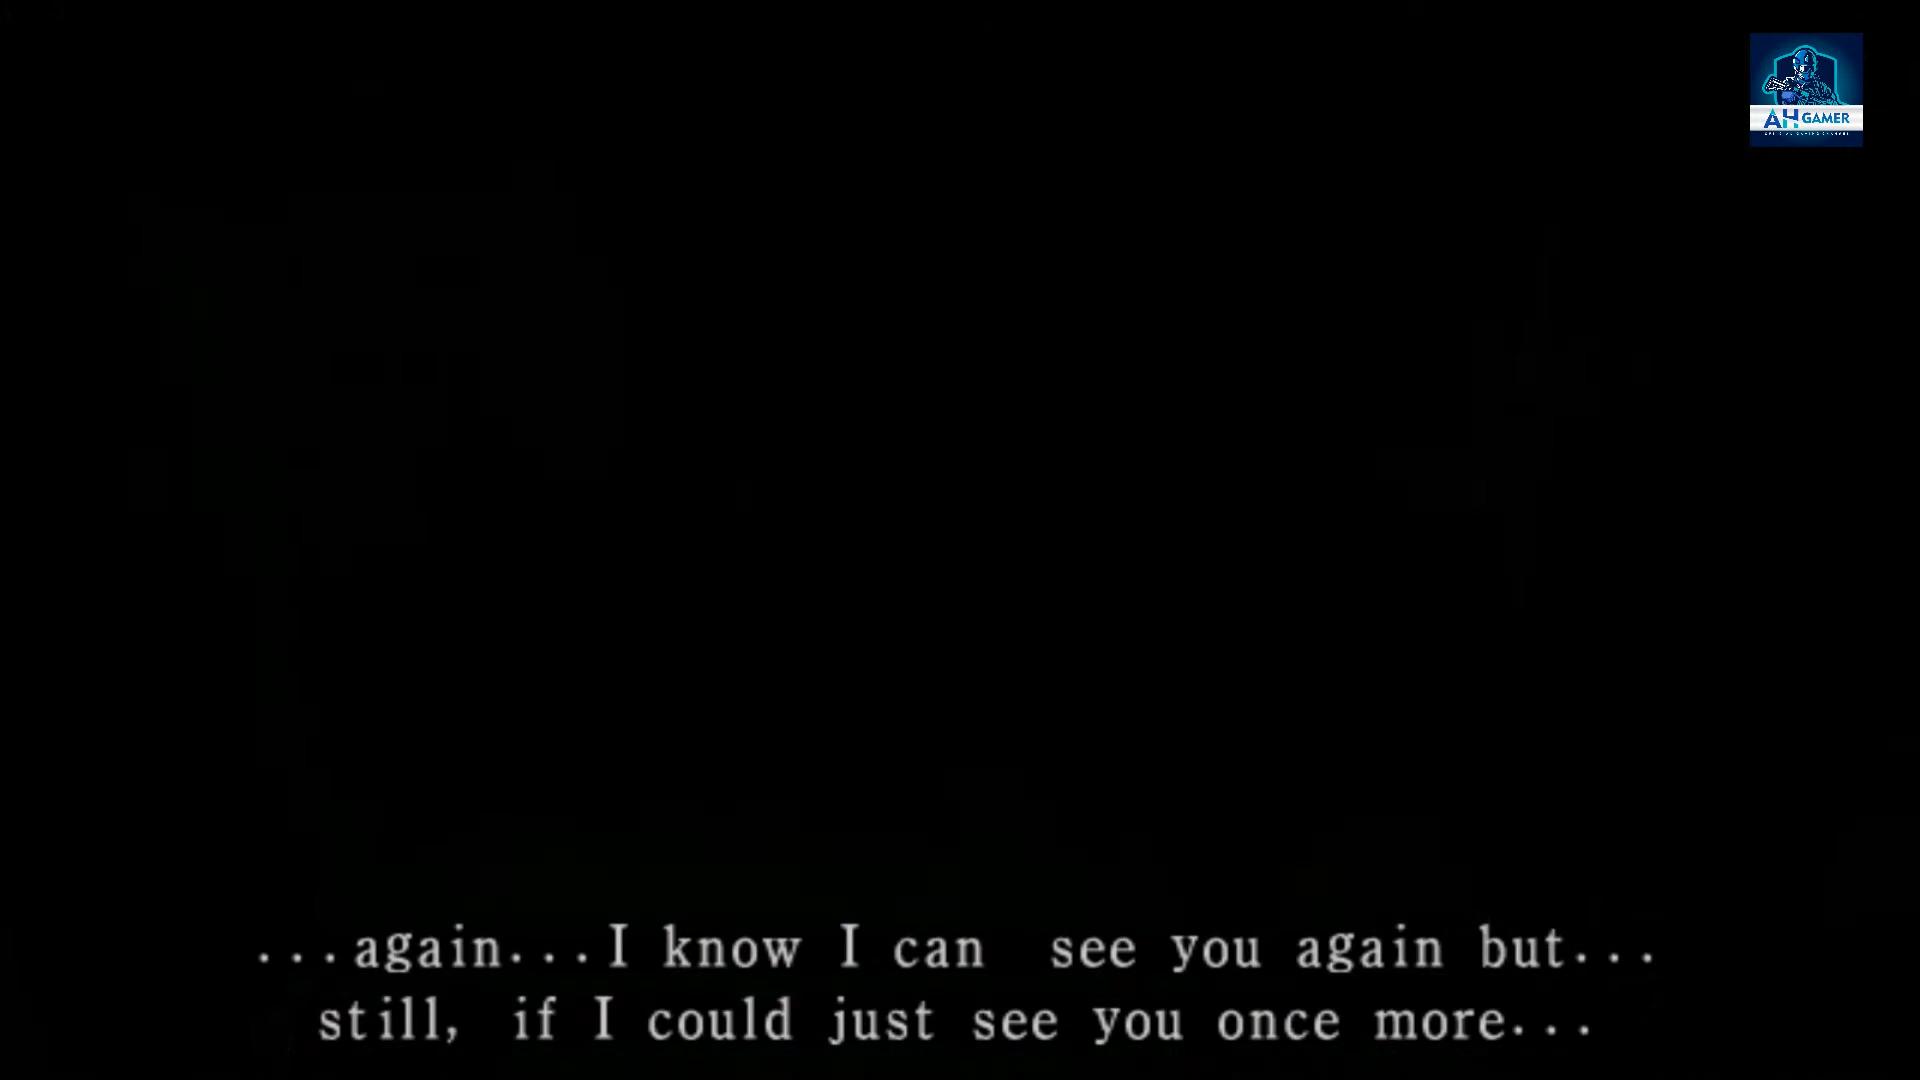 AH GAMER
...again...I know I can see you again but...
still, if I could just see you once more...